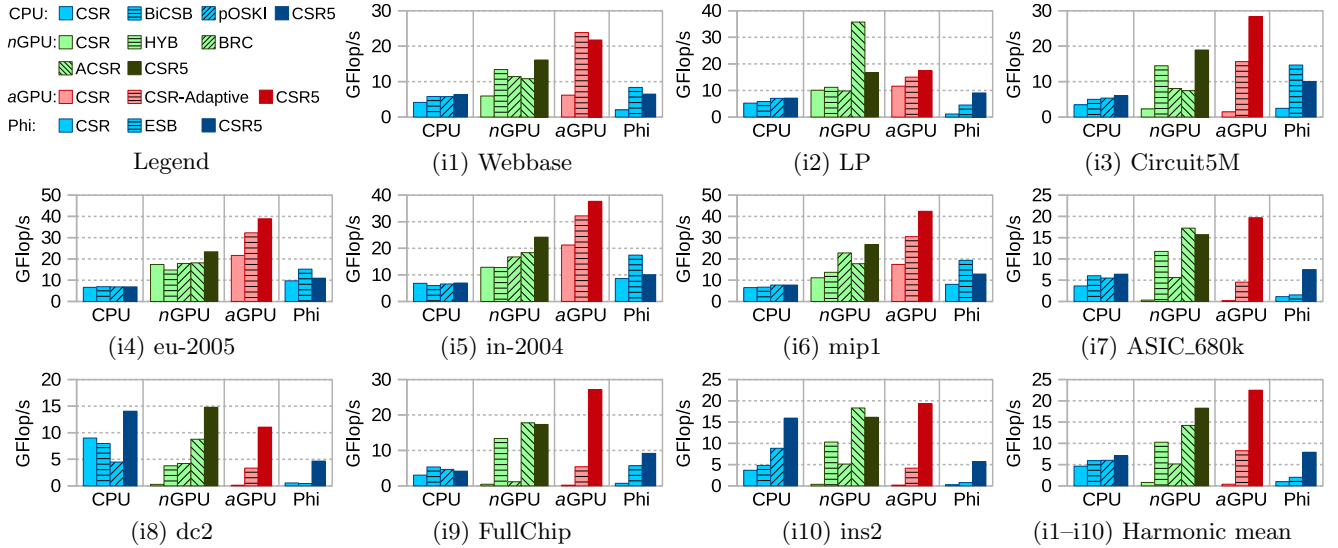 CPU: CSR BiCSB pOSKI CSR5
nGPU: CSR HYB BRC
ACSR CSR5
aGPU: CSR CSR-Adaptive CSR5
Phi: CSR ESB CSR5
Legend
GFlop/s
30
20
10
0
CPU nGPU aGPU Phi
(i1) Webbase
GFlop/s
40
30
20
10
0
CPU nGPU aGPU Phi
(i2) LP
GFlop/s
30
20
10
0
CPU nGPU aGPU Phi
(i3) Circuit5M
GFlop/s
50
40
30
20
10
0
CPU nGPU aGPU Phi
(i4) eu-2005
GFlop/s
40
30
20
10
0
CPU nGPU aGPU Phi
(i5) in-2004
GFlop/s
50
40
30
20
10
0
CPU nGPU aGPU Phi
(i6) mip1
GFlop/s
25
20
15
10
5
0
CPU nGPU aGPU Phi
(i7) ASIC_680k
GFlop/s
20
15
10
5
0
CPU nGPU aGPU Phi
(i8) dc2
GFlop/s
30
20
10
0
CPU nGPU aGPU Phi
(i9) FullChip
GFlop/s
25
20
15
10
5
0
CPU nGPU aGPU Phi
(i10) ins2
GFlop/s
25
20
15
10
5
0
CPU nGPU aGPU Phi
(i1–i10) Harmonic mean